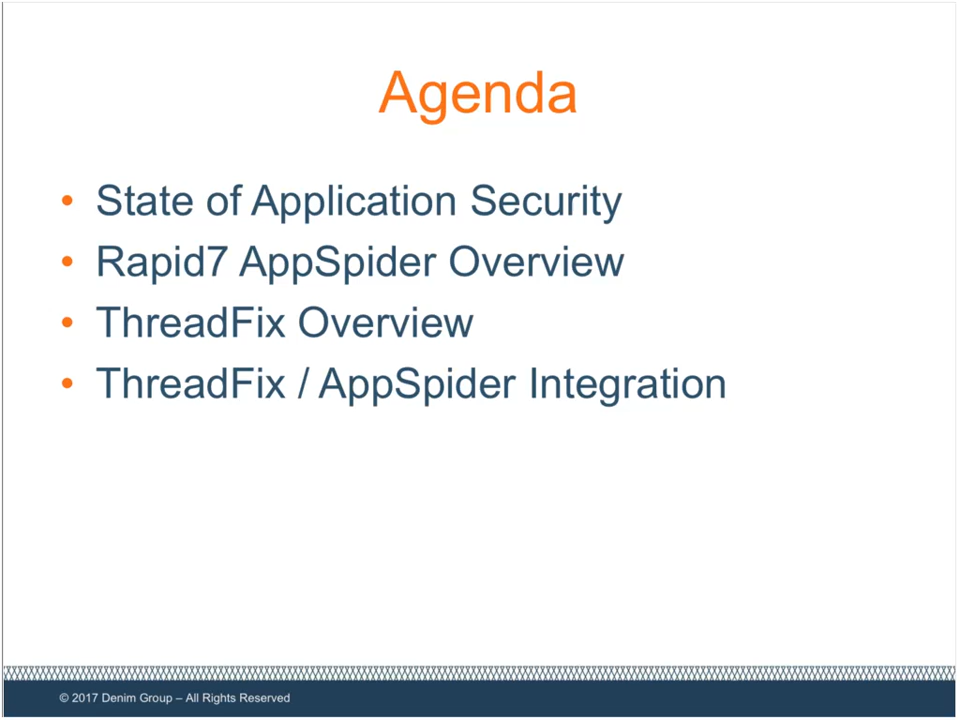 Agenda
• State of Application Security
• Rapid7 AppSpider Overview
• ThreadFix Overview
• ThreadFix / AppSpider Integration
© 2017 Denim Group – All Rights Reserved